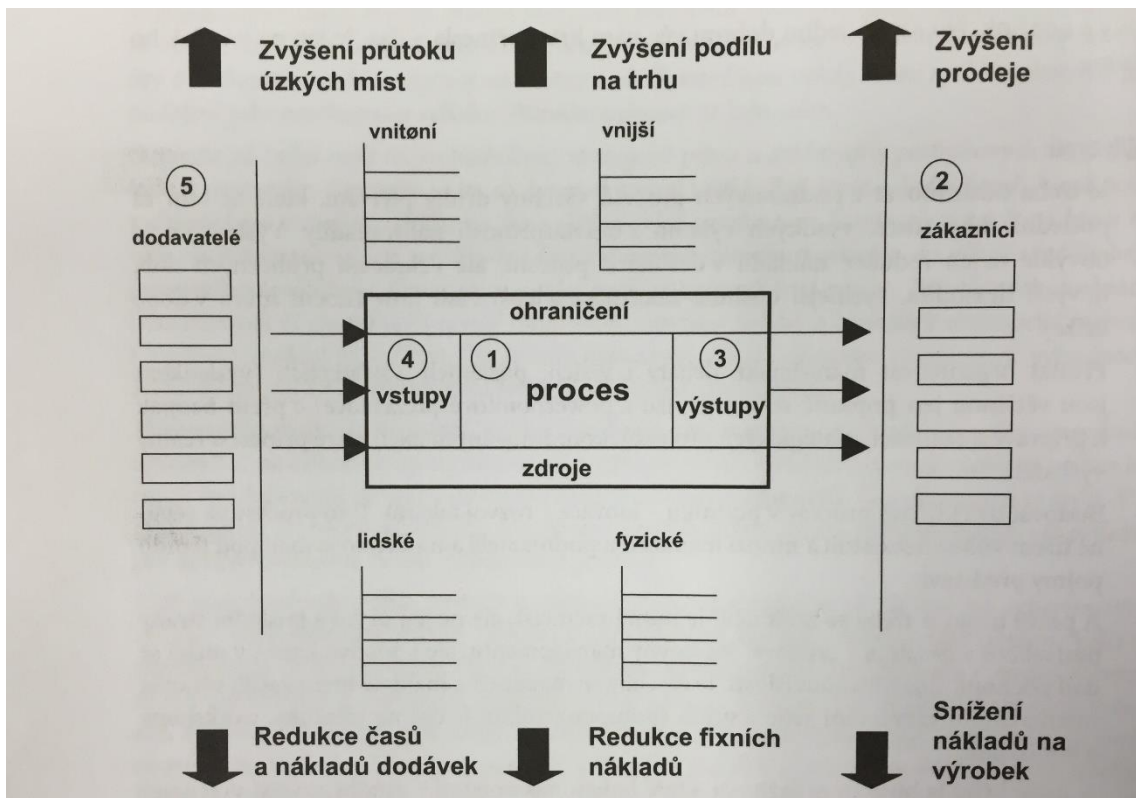 Zvýšení průtoku
úzkých míst
Zvýšení podílu
na trhu
Zvýšení
prodeje
vnitøní
vnìjší
5
dodavatelé
2
zákazníci
ohraničení
4
vstupy
1
proces
3
výstupy
zdroje
lidské
fyzické
Redukce časů
a nákladů dodávek
Redukce fixních
nákladů
Snížení
nákladů na
výrobek